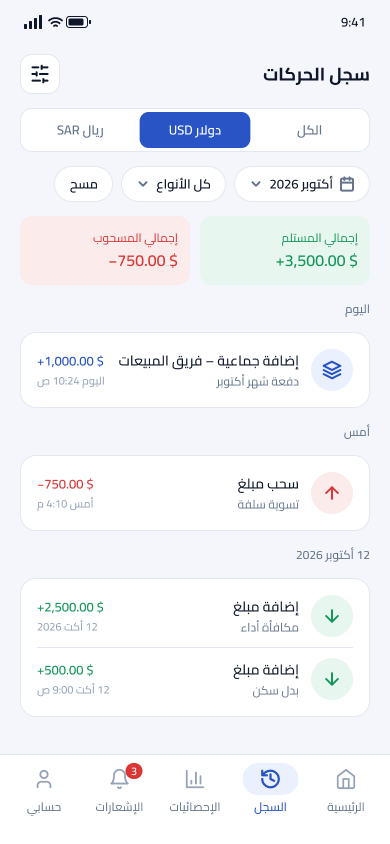 9:41
سجل الحركات
الكل
دولار USD
ريال SAR
أكتوبر 2026
كل الأنواع
مسح
إجمالي المستلم
+3,500.00 $
إجمالي المسحوب
−750.00 $
اليوم
إضافة جماعية – فريق المبيعات
+1,000.00 $
دفعة شهر أكتوبر
اليوم 10:24 ص
أمس
سحب مبلغ
−750.00 $
تسوية سلفة
أمس 4:10 م
12 أكتوبر 2026
إضافة مبلغ
+2,500.00 $
مكافأة أداء
12 أكت 2026
إضافة مبلغ
+500.00 $
بدل سكن
12 أكت 9:00 ص
الرئيسية
السجل
الإحصائيات
3
الإشعارات
حسابي